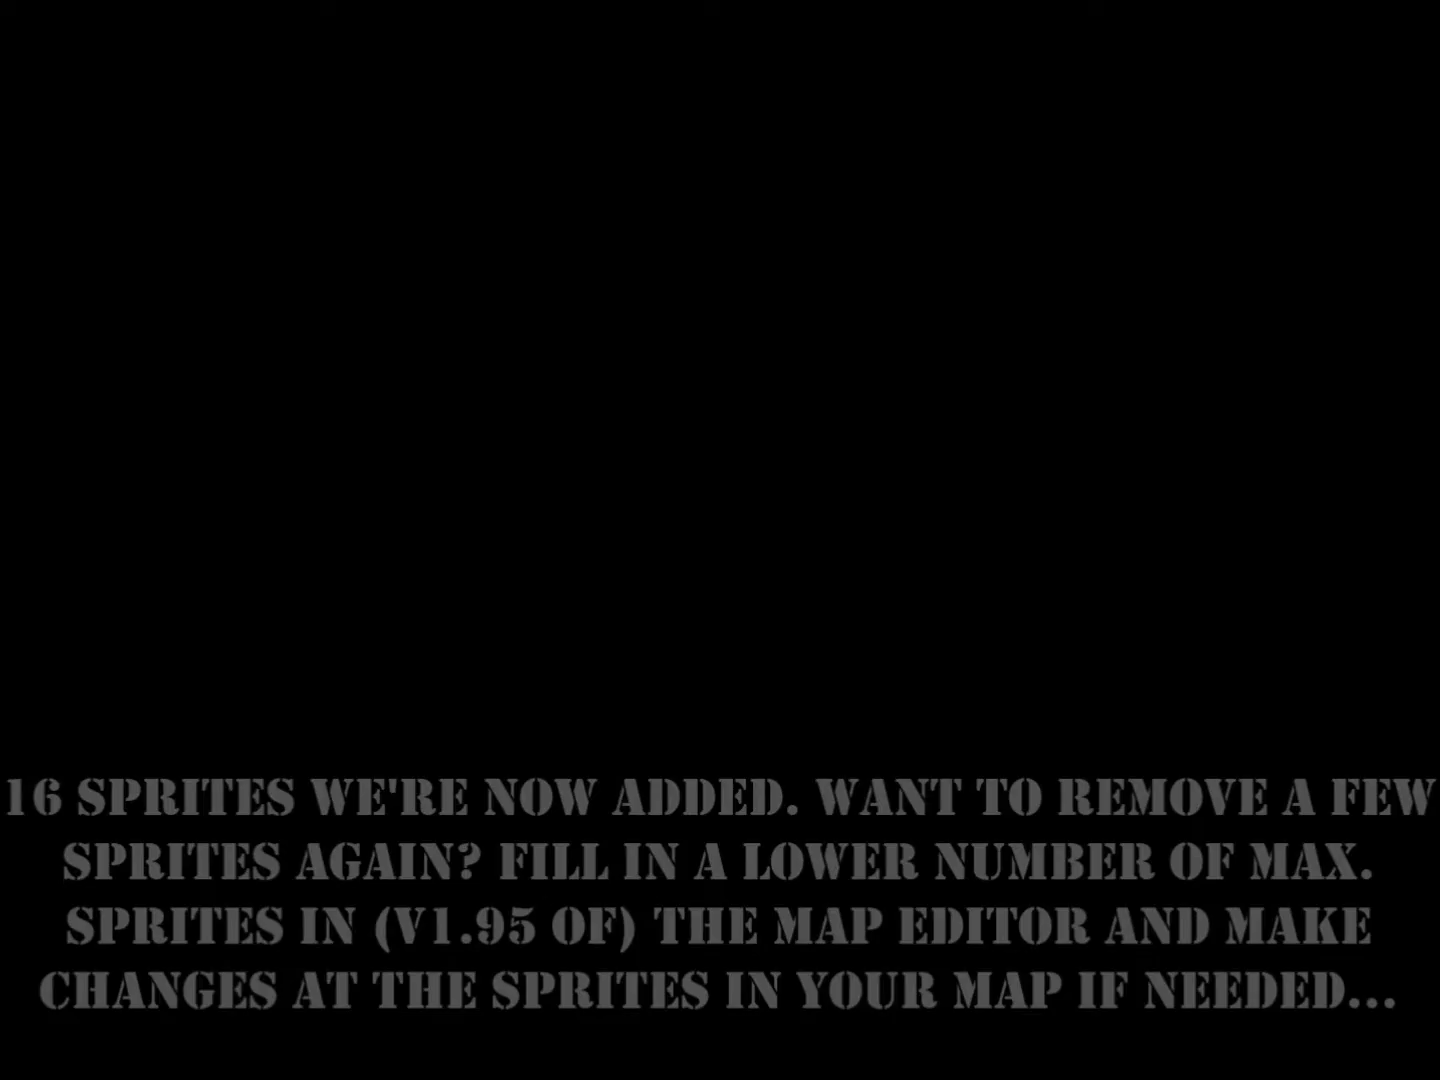 16 SPRITES WE'RE NOW ADDED. WANT TO REMOVE A FEW
SPRITES AGAIN? FILL IN A LOWER NUMBER OF MAX.
SPRITES IN (V1.95 OF) THE MAP EDITOR AND MAKE
CHANGES AT THE SPRITES IN YOUR MAP IF NEEDED...